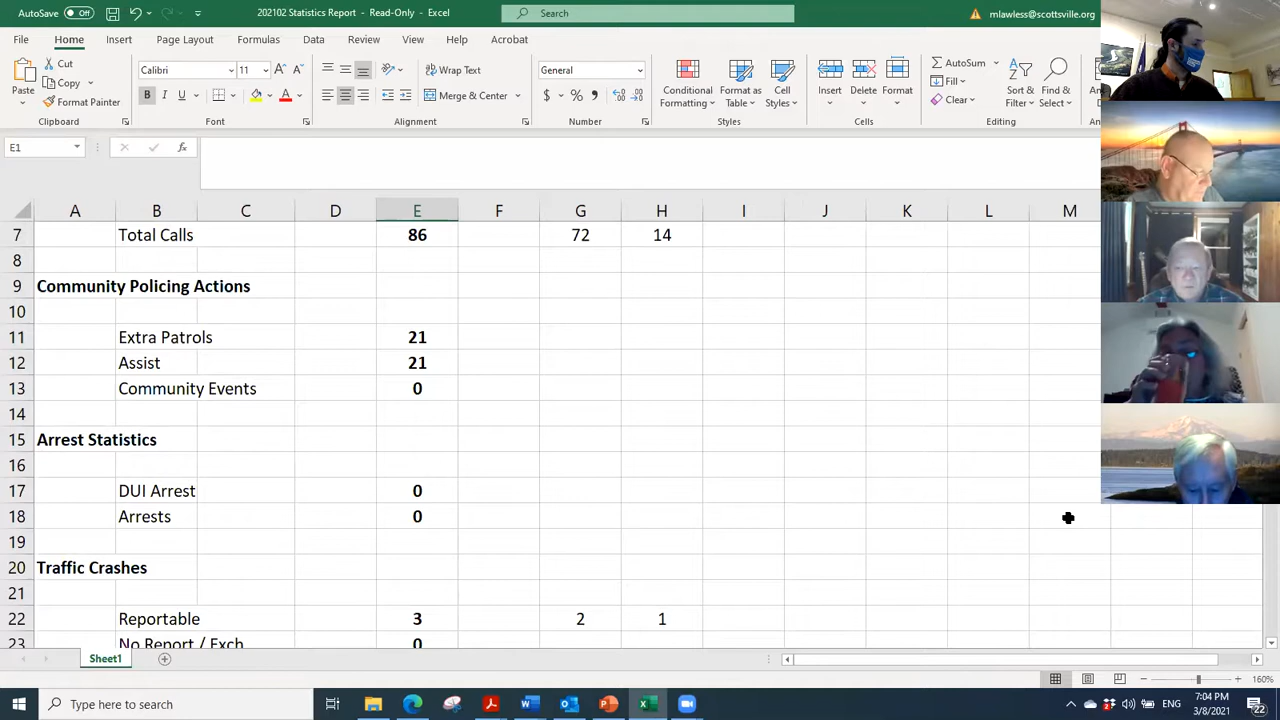 AutoSave Off 202102 Statistics Report - Read-Only - Excel Search mlawless@scottsville.org
File Home Insert Page Layout Formulas Data Review View Help Acrobat
Paste Cut Copy Format Painter Clipboard
Calibri 11 B I U Font
Wrap Text Merge & Center Alignment
General $ % Number
Conditional Formatting Format as Table Cell Styles Styles
Insert Delete Format Cells
AutoSum Fill Clear Sort & Filter Find & Select Editing
E1 fx
A B C D E F G H I J K L M
7 Total Calls 86 72 14
8
9 Community Policing Actions
10
11 Extra Patrols 21
12 Assist 21
13 Community Events 0
14
15 Arrest Statistics
16
17 DUI Arrest 0
18 Arrests 0
19
20 Traffic Crashes
21
22 Reportable 3 2 1
23 No Report / Exch 0
Sheet1
160%
Type here to search ENG 7:04 PM
3/8/2021 22